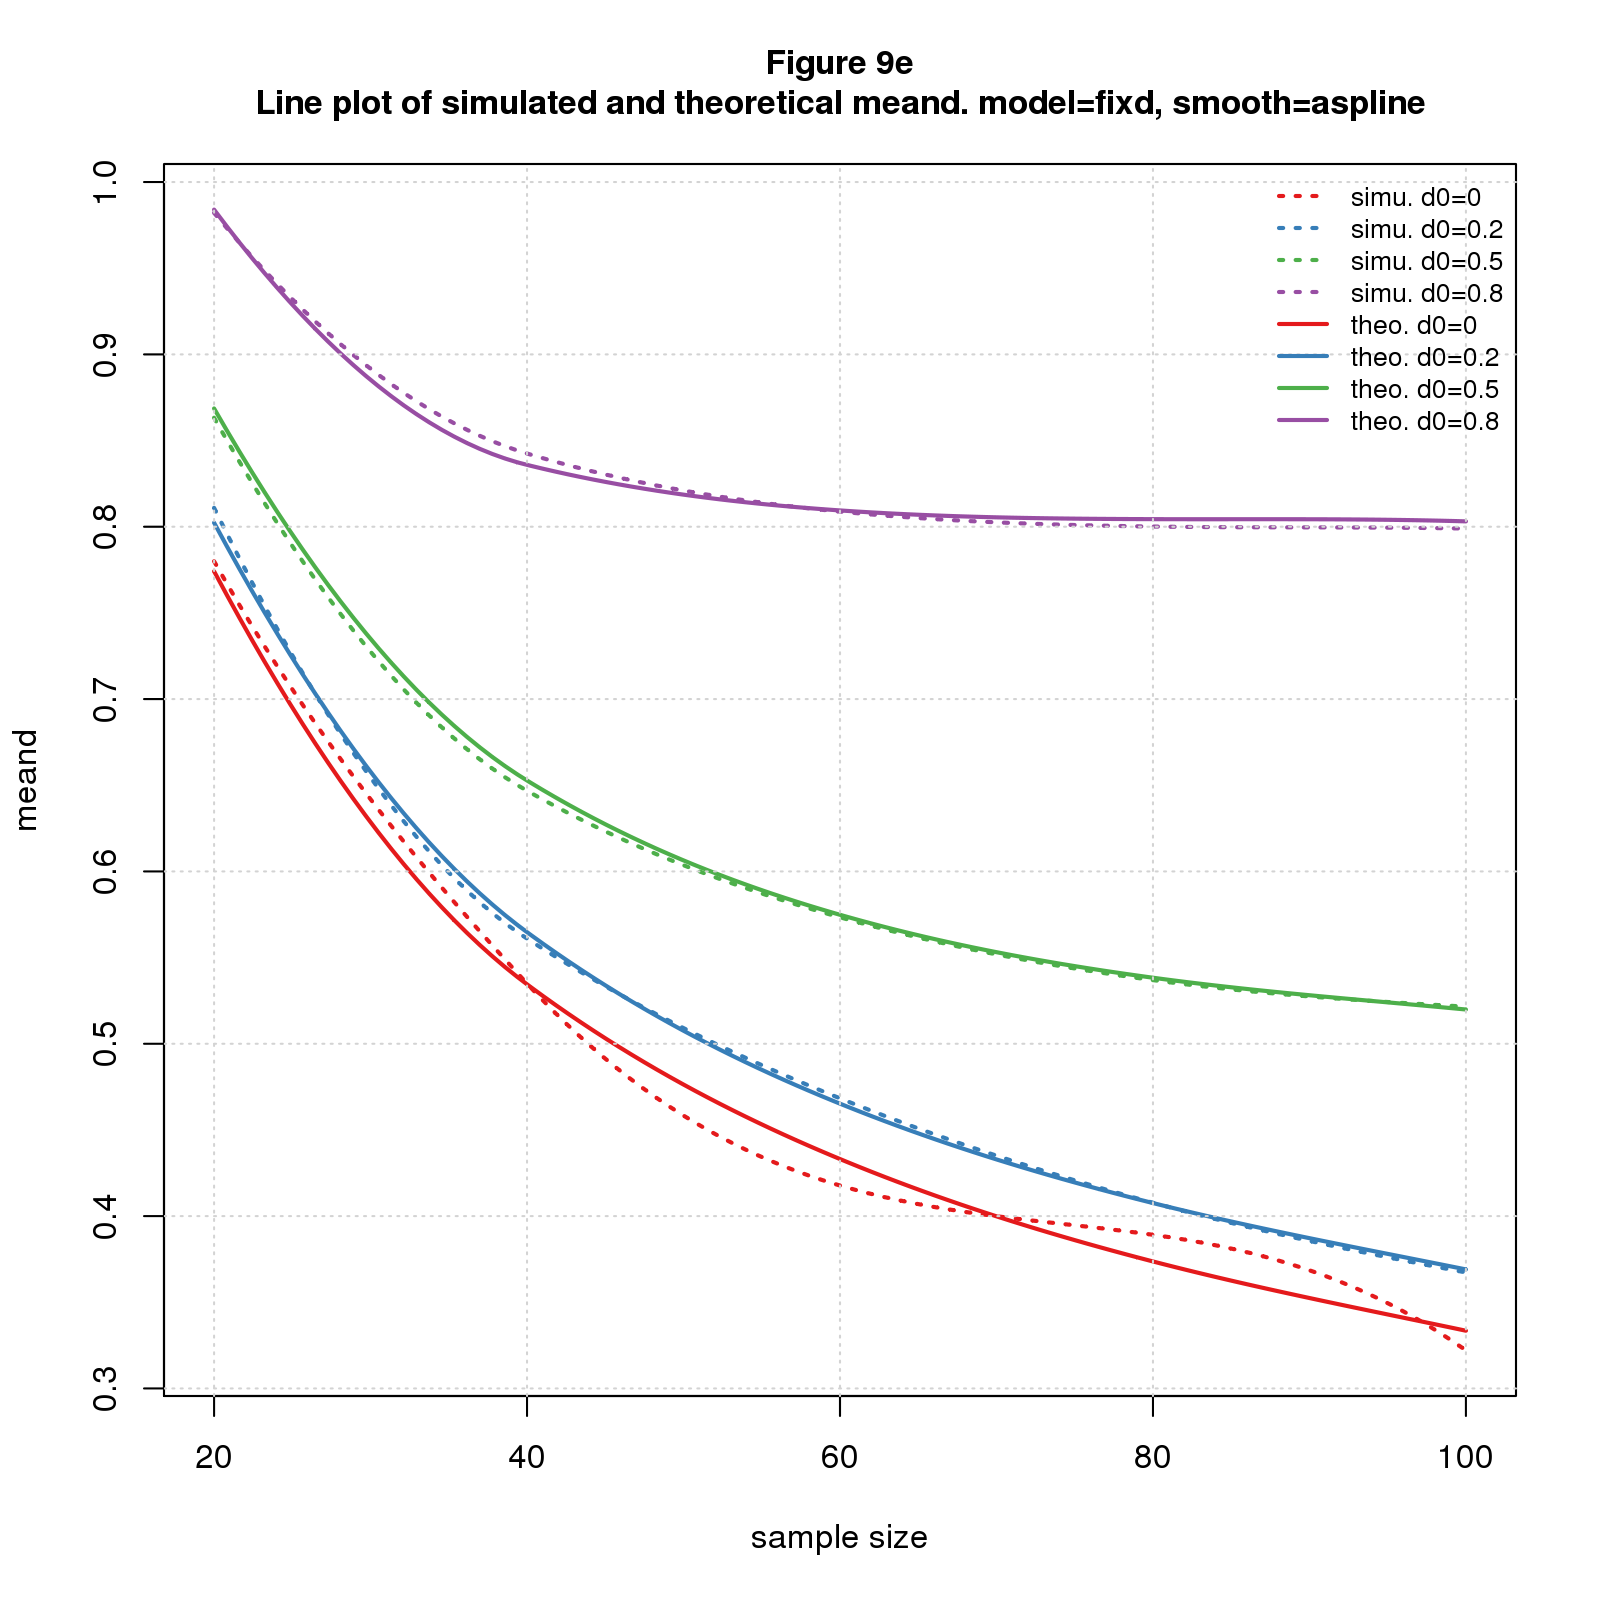 Figure 9e
Line plot of simulated and theoretical meand. model=fixd, smooth=aspline
1.0
0.9
0.8
0.7
0.6
0.5
0.4
0.3
meand
simu. d0=0
simu. d0=0.2
simu. d0=0.5
simu. d0=0.8
theo. d0=0
theo. d0=0.2
theo. d0=0.5
theo. d0=0.8
20 40 60 80 100
sample size